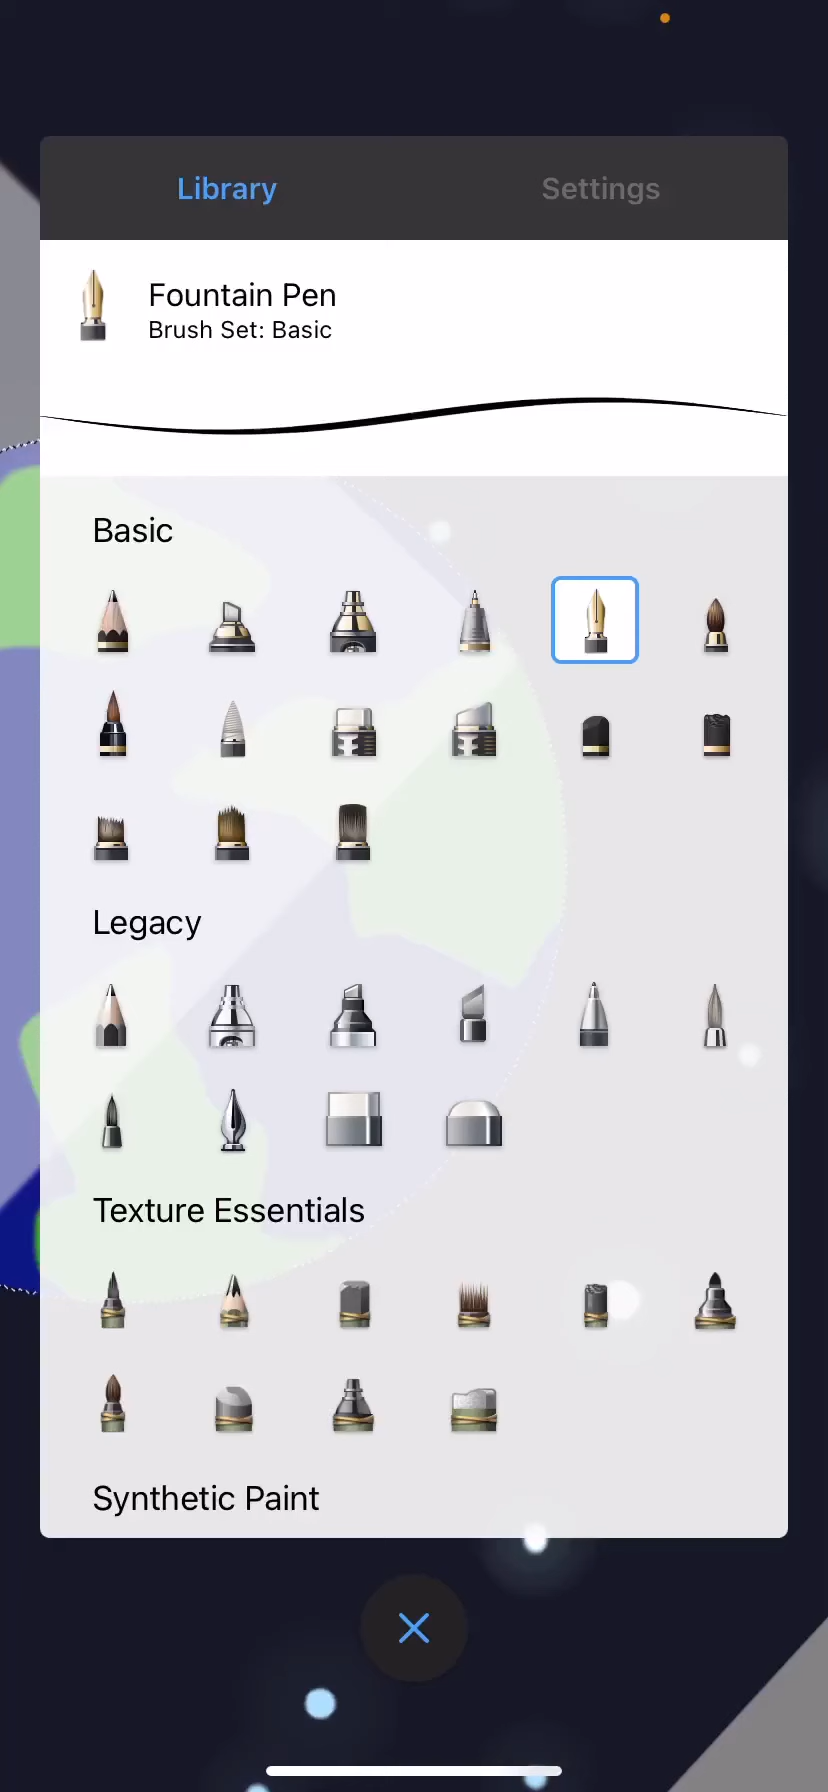 Library
Settings
Fountain Pen
Brush Set: Basic
Basic
Legacy
Texture Essentials
Synthetic Paint